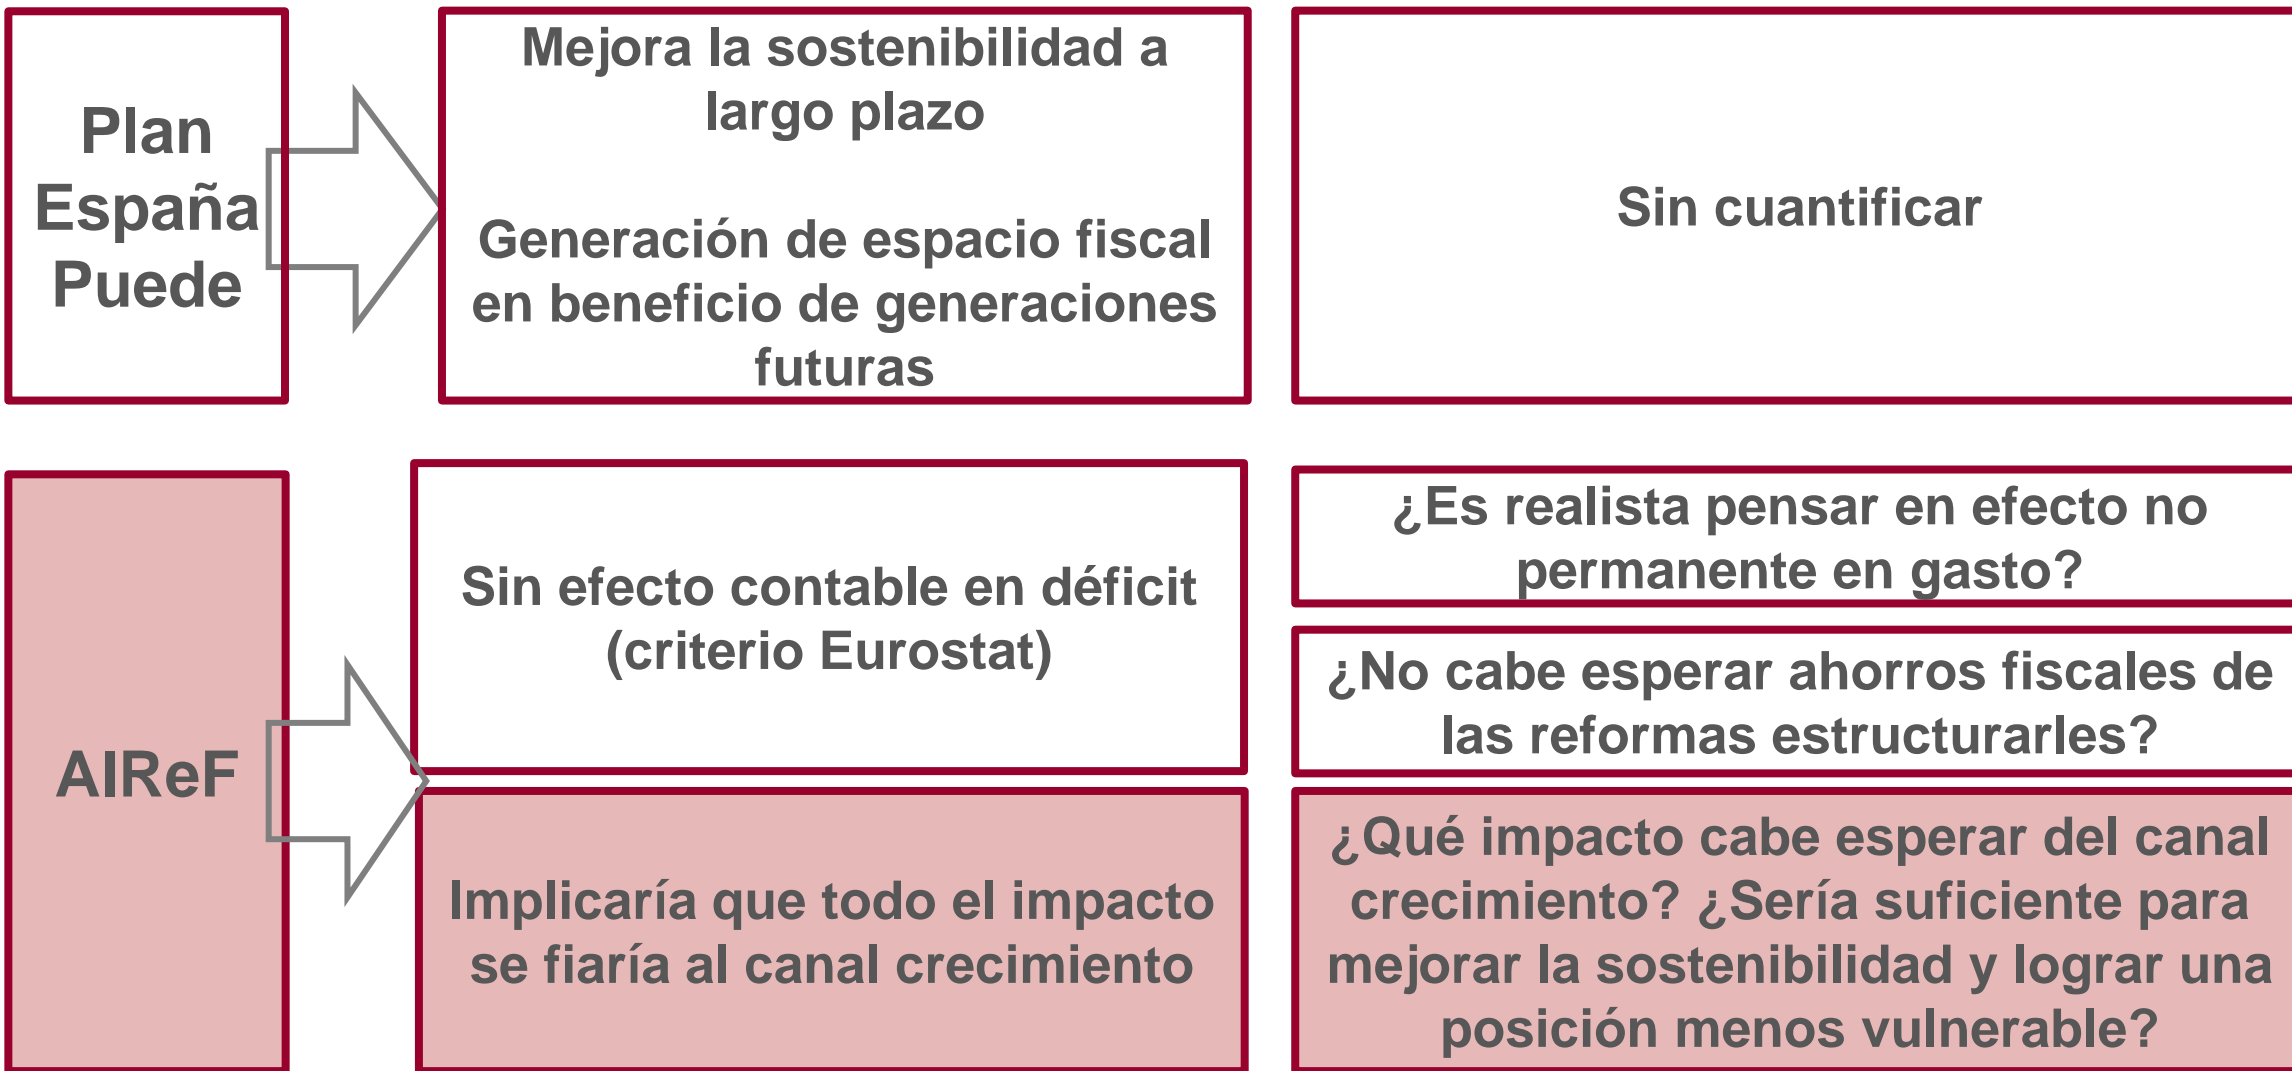 Plan
España
Puede
Mejora la sostenibilidad a
largo plazo
Generación de espacio fiscal
en beneficio de generaciones
futuras
Sin cuantificar
AIReF
Sin efecto contable en déficit
(criterio Eurostat)
Implicaría que todo el impacto
se fiaría al canal crecimiento
¿Es realista pensar en efecto no
permanente en gasto?
¿No cabe esperar ahorros fiscales de
las reformas estructurarles?
¿Qué impacto cabe esperar del canal
crecimiento? ¿Sería suficiente para
mejorar la sostenibilidad y lograr una
posición menos vulnerable?